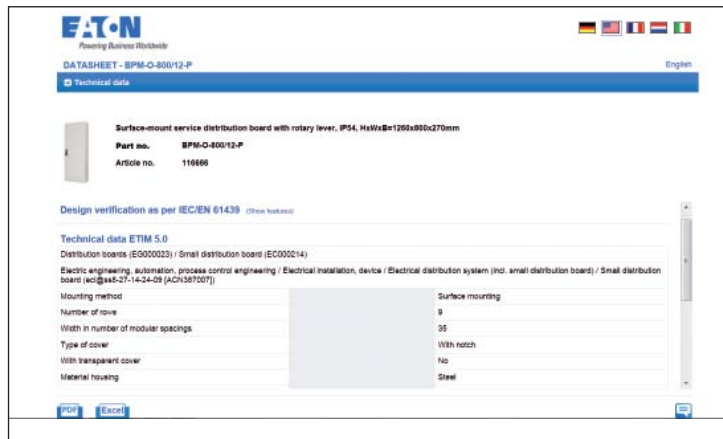 EATON
Powering Business Worldwide
DATASHEET - BPM-O-800/12-P
English
Technical data
Surface-mount service distribution board with rotary lever, IP54, HxWxB=1260x800x270mm
Part no. BPM-O-800/12-P
Article no. 116666
Design verification as per IEC/EN 61439 (Show features)
Technical data ETIM 5.0
Distribution boards (EG000023) / Small distribution board (EC000214)
Electric engineering, automation, process control engineering / Electrical installation, device / Electrical distribution system (incl. small distribution board) / Small distribution
board (ecl@ss8-27-14-24-09 [ACN387007])
Mounting method Surface mounting
Number of rows 9
Width in number of modular spacings 35
Type of cover With notch
With transparent cover No
Material housing Steel
PDF Excel